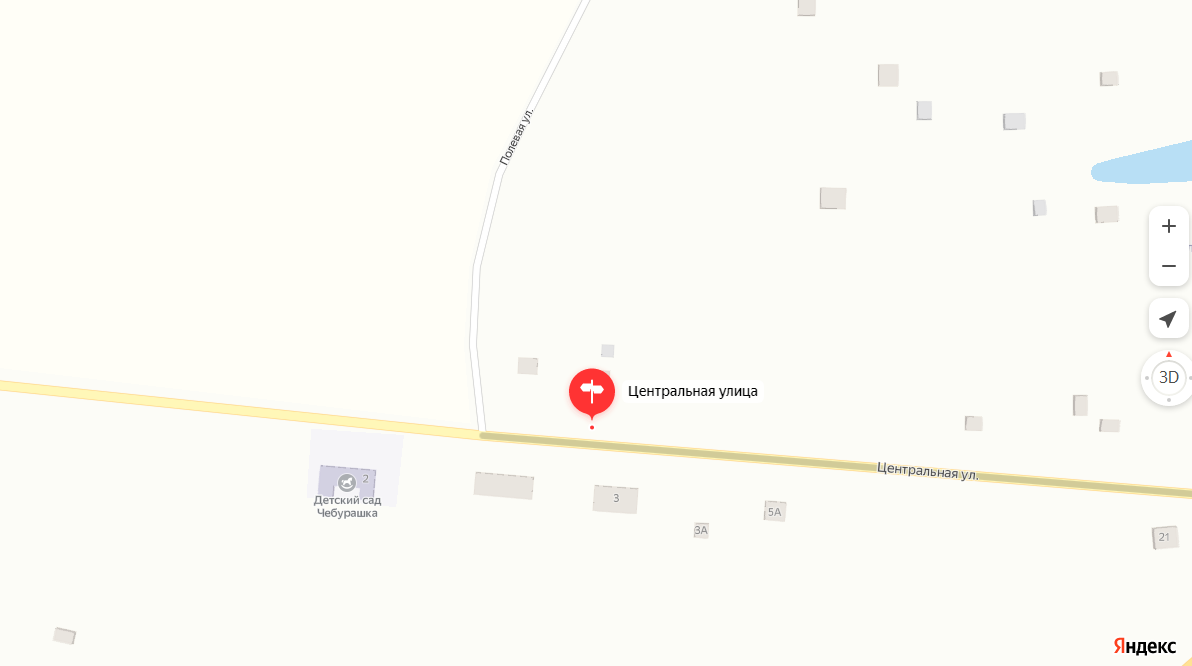 Полевая ул.
3D
Центральная улица
Центральная ул.
2
Детский сад
Чебурашка
3
3А
5А
21
Яндекс